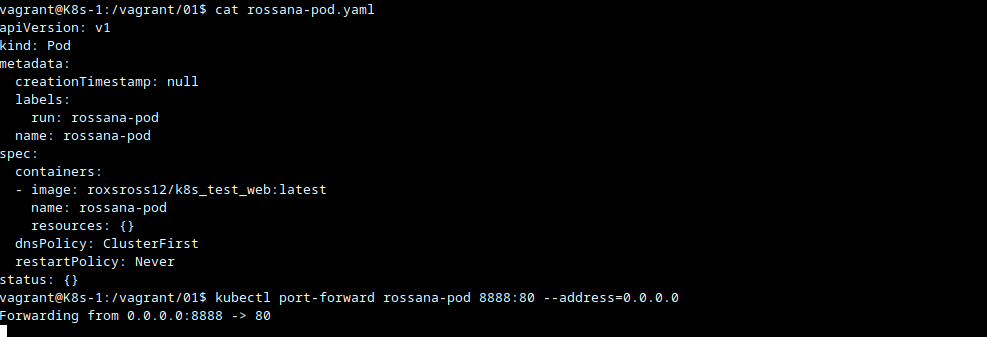 vagrant@K8s-1:/vagrant/01$ cat rossana-pod.yaml
apiVersion: v1
kind: Pod
metadata:
  creationTimestamp: null
  labels:
    run: rossana-pod
  name: rossana-pod
spec:
  containers:
  - image: roxsross12/k8s_test_web:latest
    name: rossana-pod
    resources: {}
  dnsPolicy: ClusterFirst
  restartPolicy: Never
status: {}
vagrant@K8s-1:/vagrant/01$ kubectl port-forward rossana-pod 8888:80 --address=0.0.0.0
Forwarding from 0.0.0.0:8888 -> 80